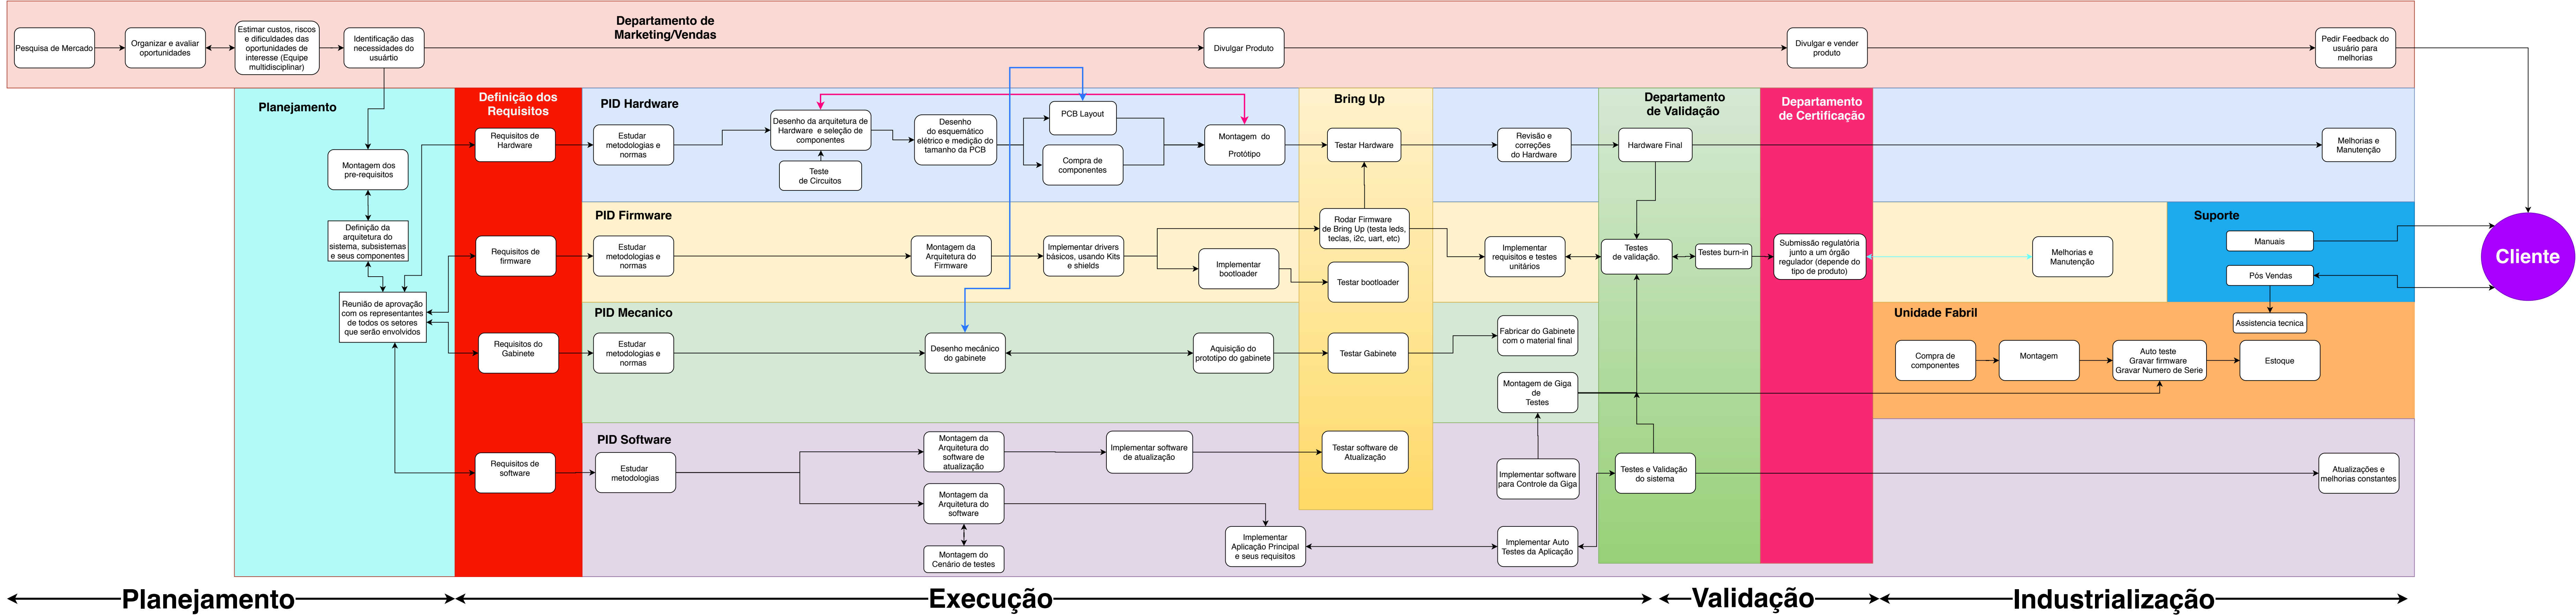 Departamento de
Marketing/Vendas
Pesquisa de Mercado
Organizar e avaliar
oportunidades
Estimar custos, riscos
e dificuldades das
oportunidades de
interesse (Equipe
multidisciplinar)
Identificação das
necessidades do
usuártio
Divulgar Produto
Divulgar e vender
produto
Pedir Feedback do
usuário para
melhorias
Planejamento
Montagem dos
pre-requisitos
Definição da
arquitetura do
sistema, subsistemas
e seus componentes
Reunião de aprovação
com os representantes
de todos os setores
que serão envolvidos
Definição dos
Requisitos
Requisitos de
Hardware
Requisitos de
firmware
Requisitos do
Gabinete
Requisitos de
software
PID Hardware
Estudar
metodologias e
normas
Desenho da arquitetura de
Hardware e seleção de
componentes
Teste
de Circuitos
Desenho
do esquemático
elétrico e medição do
tamanho da PCB
PCB Layout
Compra de
componentes
Montagem do
Protótipo
Bring Up
Testar Hardware
Revisão e
correções
do Hardware
Departamento
de Validação
Hardware Final
Departamento
de Certificação
Melhorias e
Manutenção
PID Firmware
Estudar
metodologias e
normas
Montagem da
Arquitetura do
Firmware
Implementar drivers
básicos, usando Kits
e shields
Implementar
bootloader
Rodar Firmware
de Bring Up (testa leds,
teclas, i2c, uart, etc)
Testar bootloader
Implementar
requisitos e testes
unitários
Testes
de validação.
Testes burn-in
Submissão regulatória
junto a um órgão
regulador (depende do
tipo de produto)
Melhorias e
Manutenção
Suporte
Manuais
Pós Vendas
Cliente
PID Mecanico
Estudar
metodologias e
normas
Desenho mecânico
do gabinete
Aquisição do
prototipo do gabinete
Testar Gabinete
Fabricar do Gabinete
com o material final
Montagem de Giga
de
Testes
Unidade Fabril
Assistencia tecnica
Compra de
componentes
Montagem
Auto teste
Gravar firmware
Gravar Numero de Serie
Estoque
PID Software
Estudar
metodologias
Montagem da
Arquitetura do
software de
atualização
Implementar software
de atualização
Testar software de
Atualização
Montagem da
Arquitetura do
software
Montagem do
Cenário de testes
Implementar
Aplicação Principal
e seus requisitos
Implementar software
para Controle da Giga
Implementar Auto
Testes da Aplicação
Testes e Validação
do sistema
Atualizações e
melhorias constantes
Planejamento
Execução
Validação
Industrialização